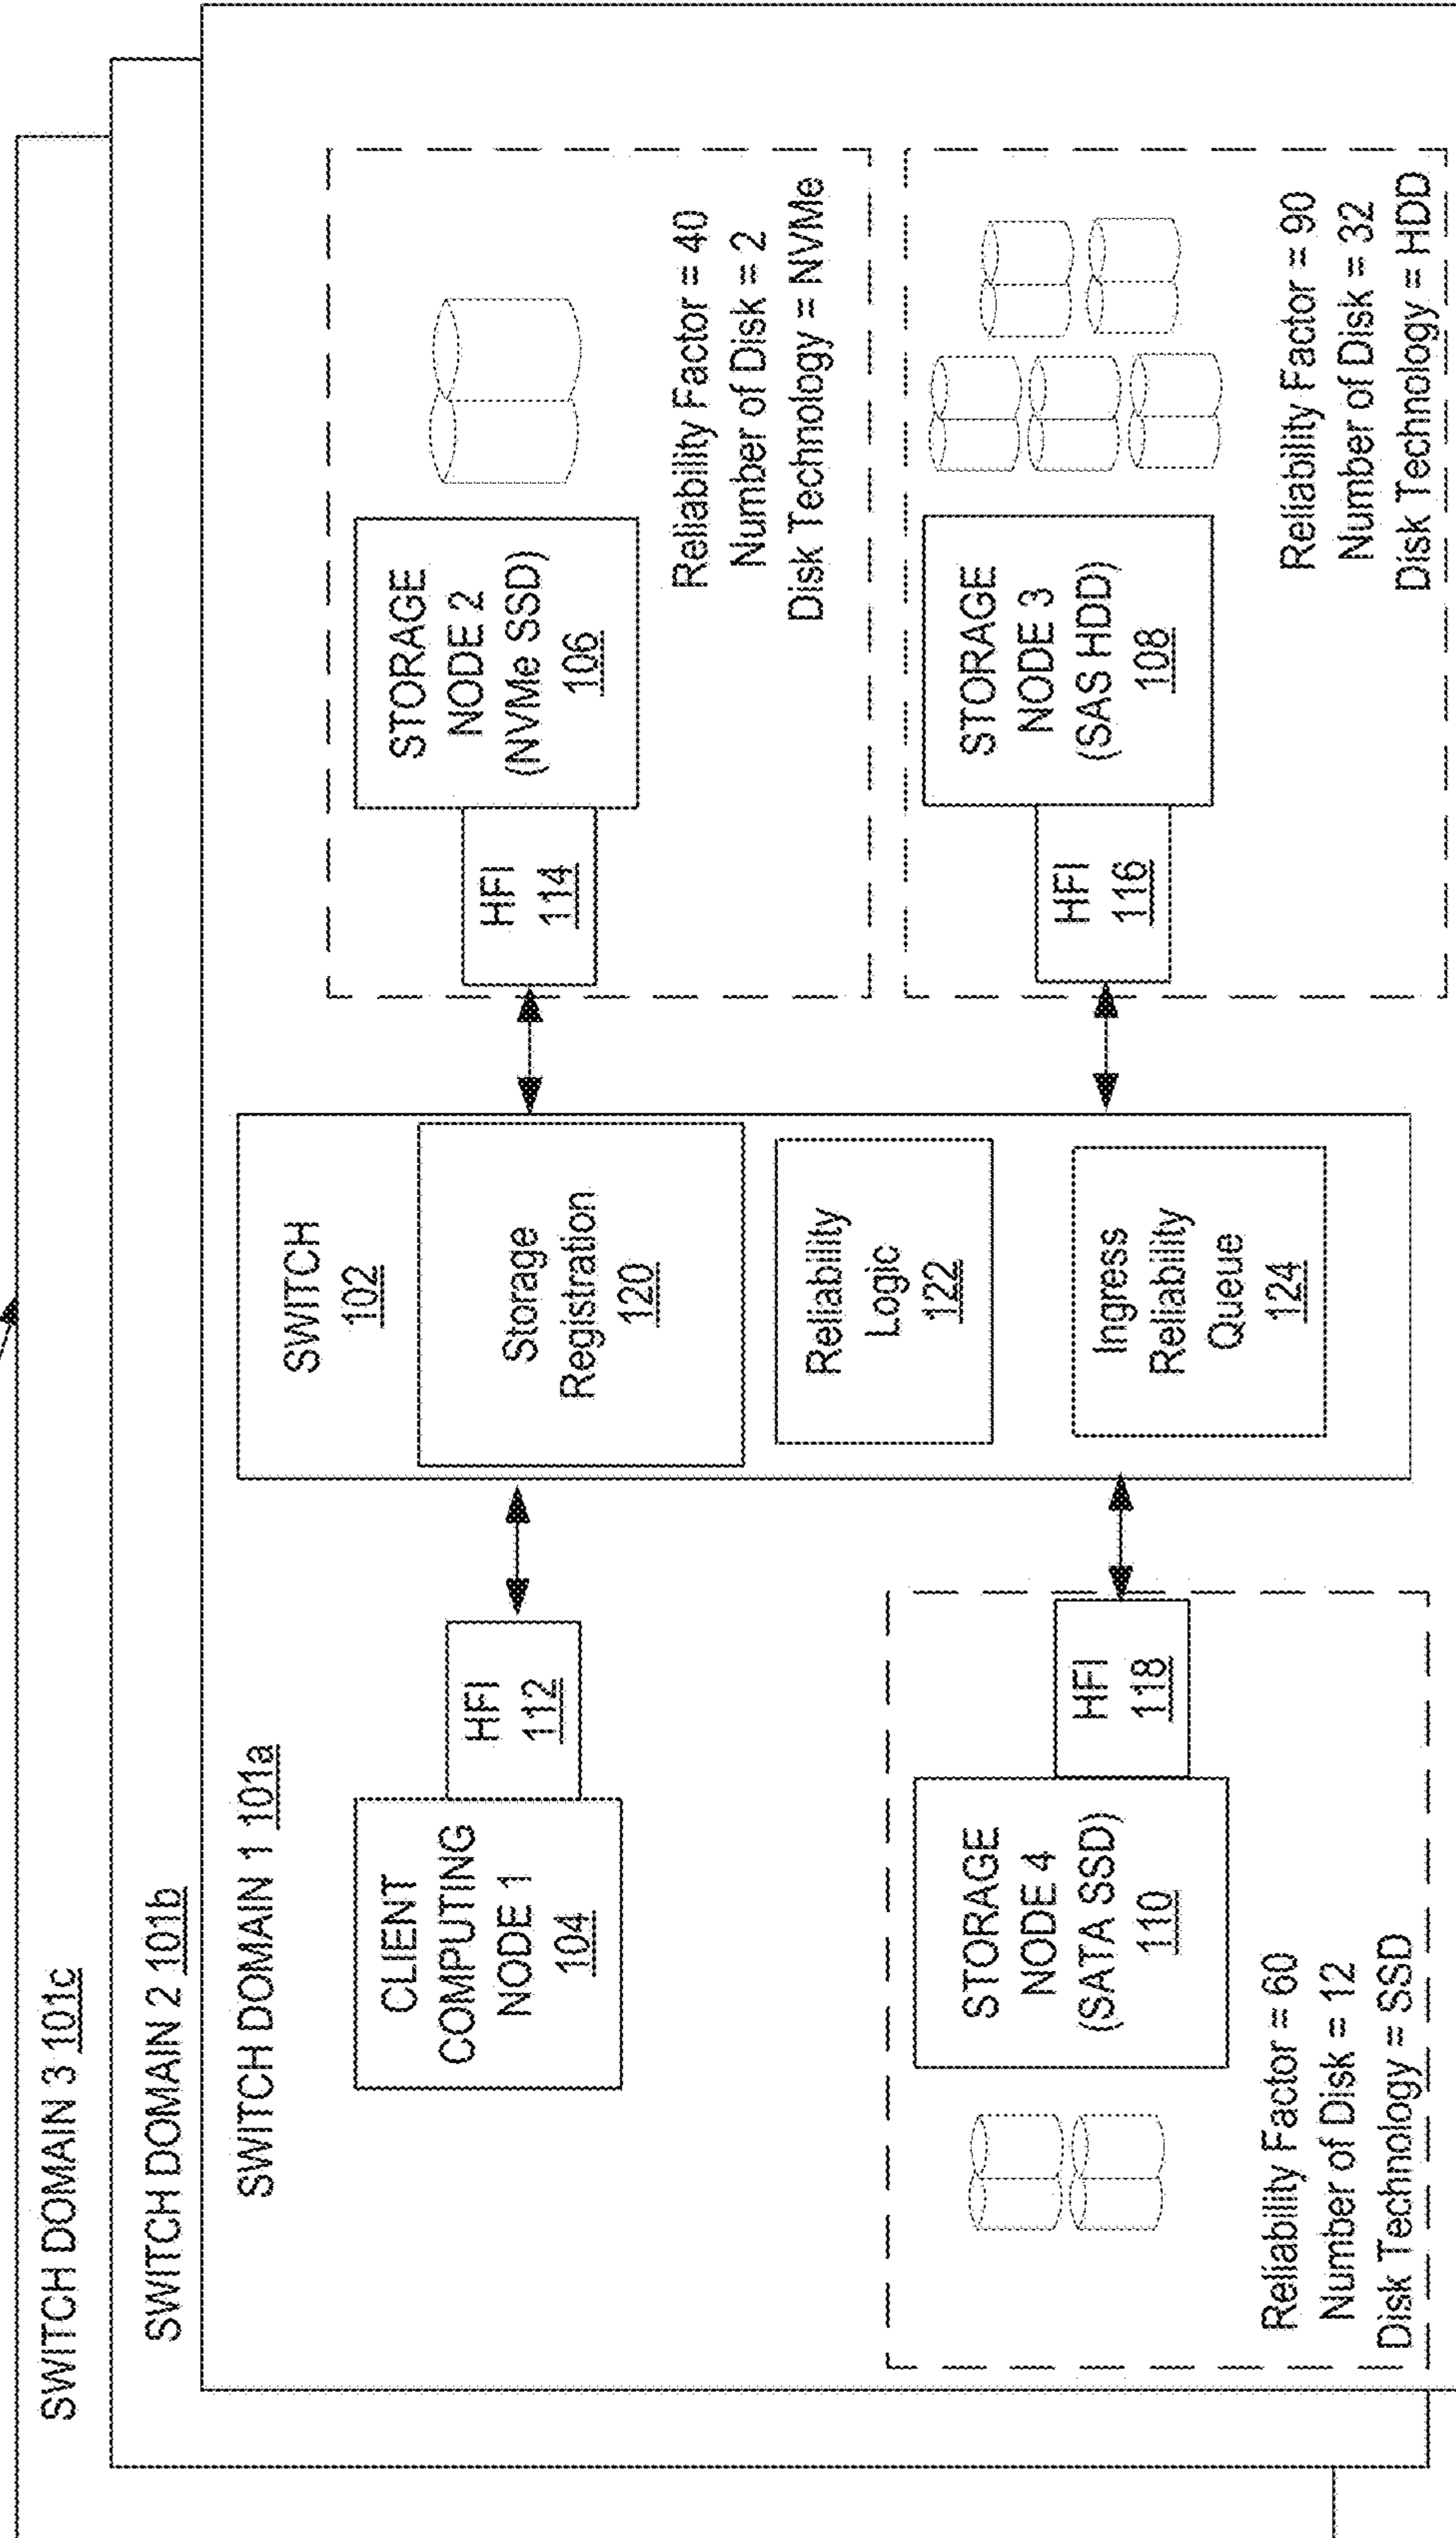 SWITCH DOMAIN 3 101c
SWITCH DOMAIN 2 101b
SWITCH DOMAIN 1 101a
CLIENT
COMPUTING
NODE 1
104
HFI
112
SWITCH
102
Storage
Registration
120
Reliability
Logic
122
Ingress
Reliability
Queue
124
HFI
114
STORAGE
NODE 2
(NVMe SSD)
106
Reliability Factor = 40
Number of Disk = 2
Disk Technology = NVMe
STORAGE
NODE 4
(SATA SSD)
110
HFI
118
Reliability Factor = 60
Number of Disk = 12
Disk Technology = SSD
HFI
116
STORAGE
NODE 3
(SAS HDD)
108
Reliability Factor = 90
Number of Disk = 32
Disk Technology = HDD